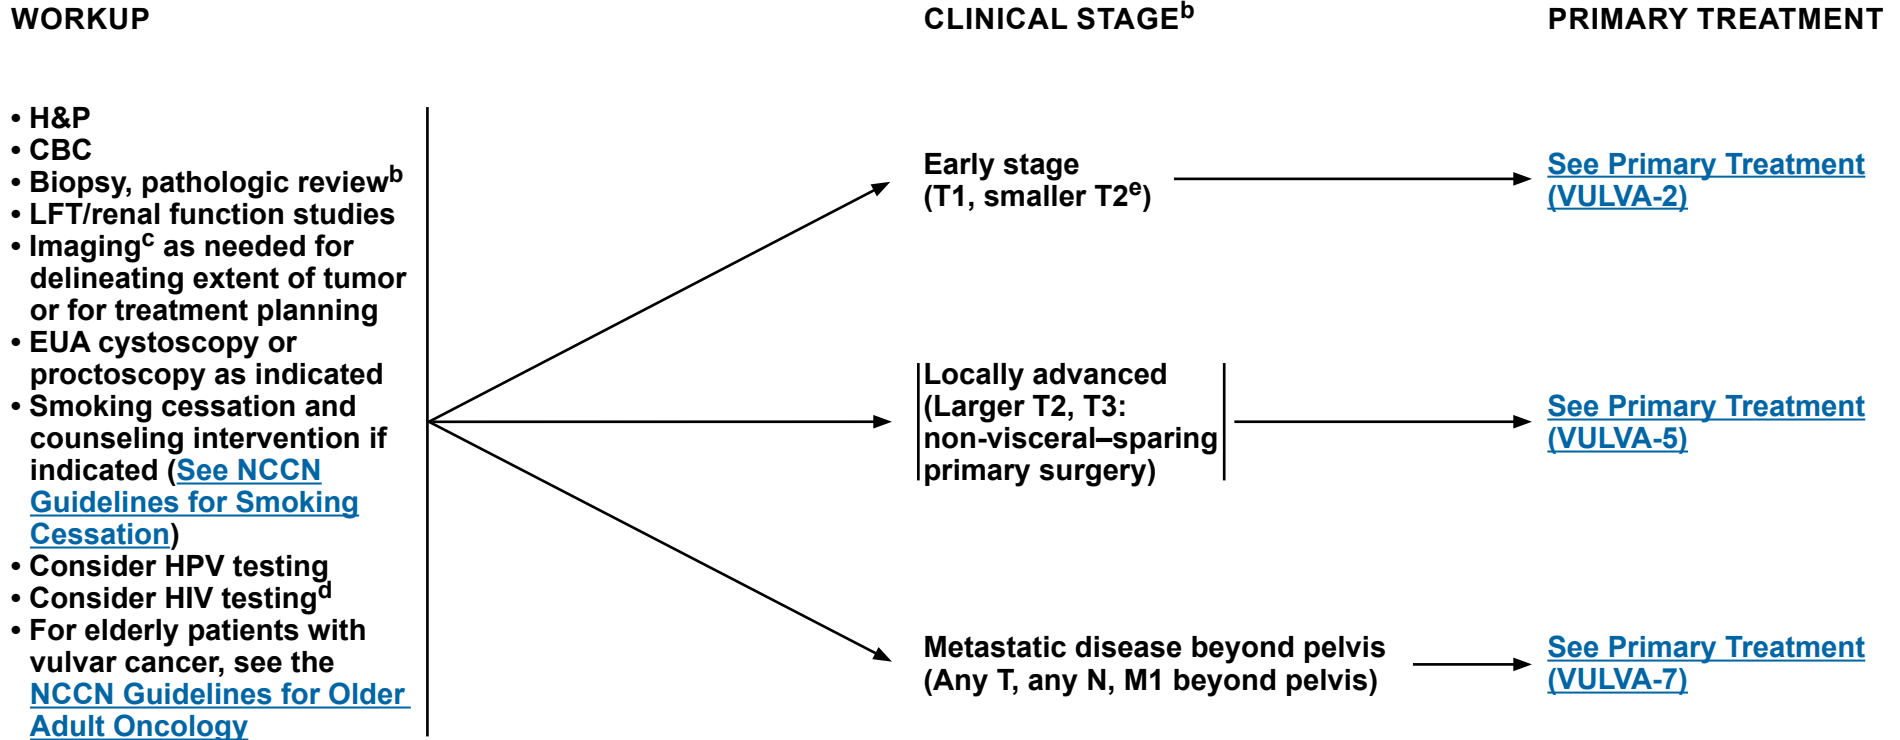 WORKUP
CLINICAL STAGEb
PRIMARY TREATMENT
• H&P
• CBC
• Biopsy, pathologic reviewb
• LFT/renal function studies
• Imagingc as needed for
delineating extent of tumor
or for treatment planning
• EUA cystoscopy or
proctoscopy as indicated
• Smoking cessation and
counseling intervention if
indicated (See NCCN
Guidelines for Smoking
Cessation)
• Consider HPV testing
• Consider HIV testingd
• For elderly patients with
vulvar cancer, see the
NCCN Guidelines for Older
Adult Oncology
Early stage
(T1, smaller T2e)
See Primary Treatment
(VULVA-2)
Locally advanced
(Larger T2, T3:
non-visceral–sparing
primary surgery)
See Primary Treatment
(VULVA-5)
Metastatic disease beyond pelvis
(Any T, any N, M1 beyond pelvis)
See Primary Treatment
(VULVA-7)